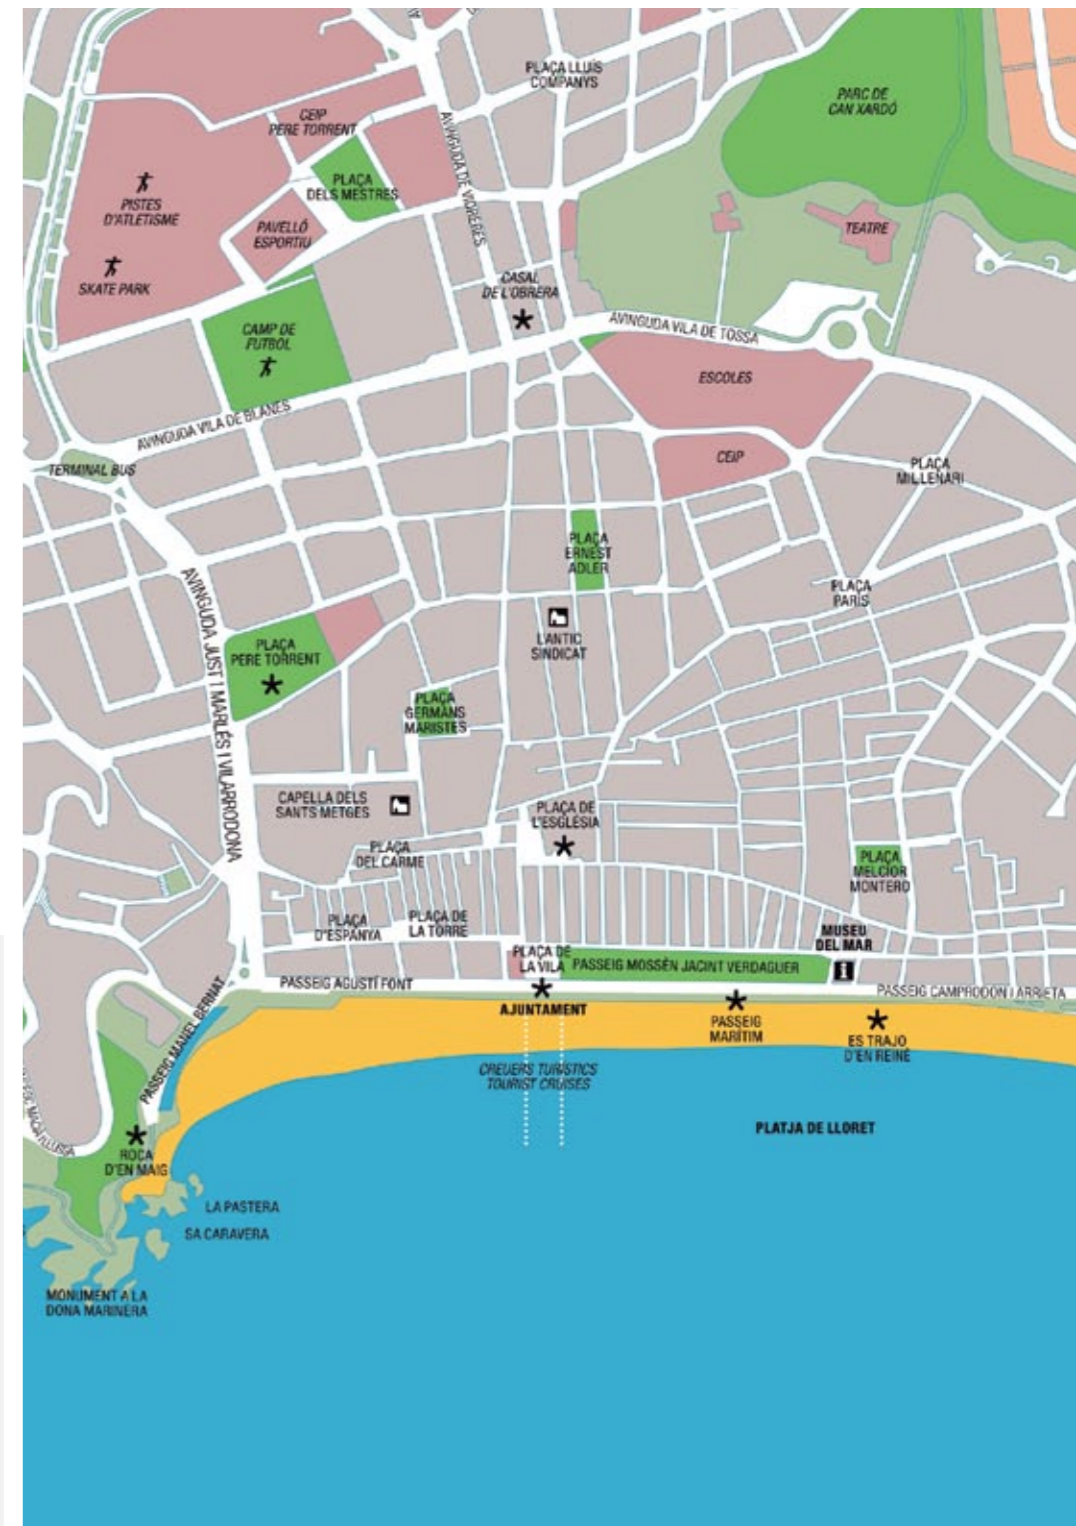 PLAÇA LLUÍS
COMPANYS
PARC DE
CAN XARDÓ
CEIP
PERE TORRENT
AVINGUDA DE VIDRERES
PLAÇA
DELS MESTRES
PISTES
D'ATLETISME
PAVELLÓ
ESPORTIU
TEATRE
SKATE PARK
CASAL
DE L'OBRERA
CAMP DE
FUTBOL
AVINGUDA VILA DE TOSSA
ESCOLES
AVINGUDA VILA DE BLANES
TERMINAL BUS
CEIP
PLAÇA
MIL.LENARI
PLAÇA
ERNEST
ADLER
AVINGUDA JUST 1 MARLÉS I VILARRODONA
PLAÇA
PARÍS
L'ANTIC
SINDICAT
PLAÇA
PERE TORRENT
PLAÇA
GERMANS
MARISTES
CAPELLA DELS
SANTS METGES
PLAÇA DE
L'ESGLÉSIA
PLAÇA
DEL CARME
PLAÇA
MELCIOR
MONTERO
PLAÇA
D'ESPANYA
PLAÇA DE
LA TORRE
MUSEU
DEL MAR
PLAÇA DE
LA VILA
PASSEIG MOSSÈN JACINT VERDAGUER
PASSEIG AGUSTÍ FONT
PASSEIG CAMPRODON I ARRIETA
PASSEIG MANEL BERNAT
AJUNTAMENT
PASSEIG
MARÍTIM
ES TRAJO
D'EN REINÉ
CREUERS TURÍSTICS
TOURIST CRUISES
PLATJA DE LLORET
ROCA
D'EN MAIG
LA PASTERA
SA CARAVERA
MONUMENT A LA
DONA MARINERA